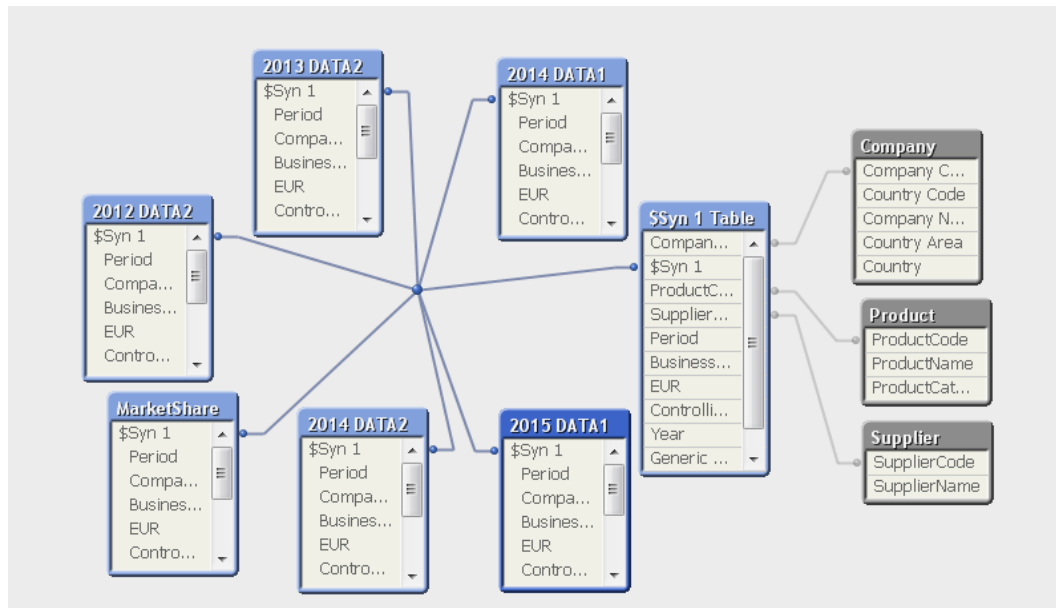 2013 DATA2
$Syn 1
Period
Compa...
Busines...
EUR
Contro...
2014 DATA1
$Syn 1
Period
Compa...
Busines...
EUR
Contro...
2012 DATA2
$Syn 1
Period
Compa...
Busines...
EUR
Contro...
$Syn 1 Table
Compan...
$Syn 1
ProductC...
Supplier...
Period
Business...
EUR
Controlli...
Year
Generic ...
Company
Company C...
Country Code
Company N...
Country Area
Country
Product
ProductCode
ProductName
ProductCat...
Supplier
SupplierCode
SupplierName
MarketShare
$Syn 1
Period
Compa...
Busines...
EUR
Contro...
2014 DATA2
$Syn 1
Period
Compa...
Busines...
EUR
Contro...
2015 DATA1
$Syn 1
Period
Compa...
Busines...
EUR
Contro...